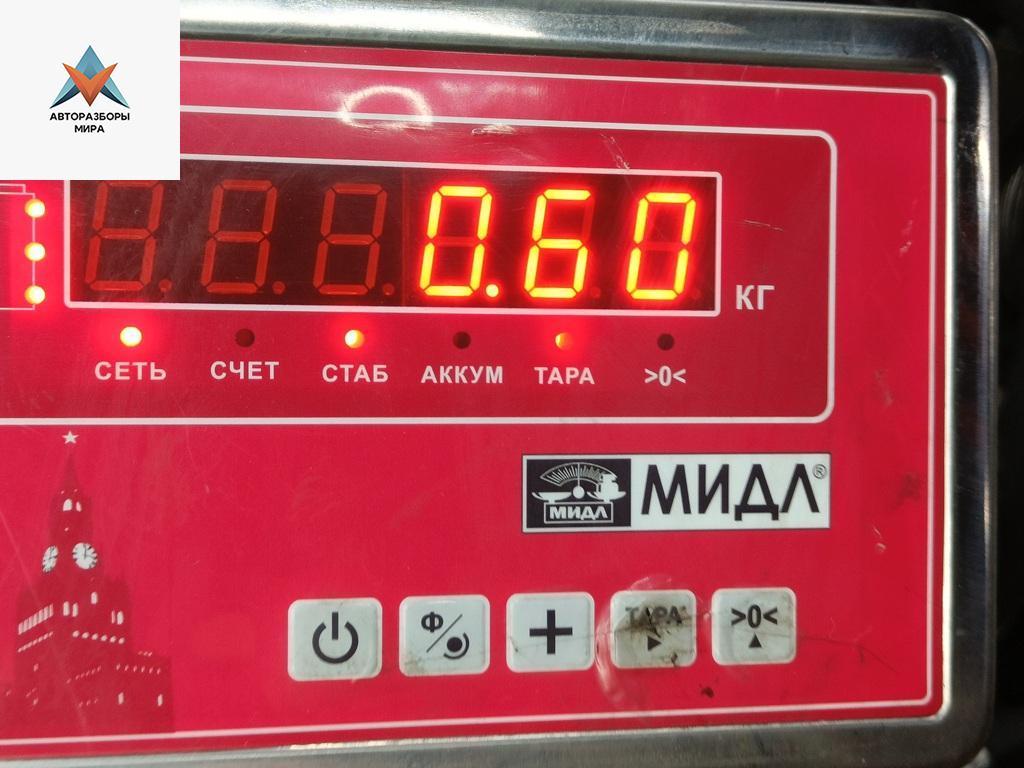 АВТОРАЗБОРЫ
МИРА
0.60
КГ
СЕТЬ СЧЕТ СТАБ АККУМ ТАРА >0<
МИДЛ МИДЛ®
Ф + ТАРА >0<